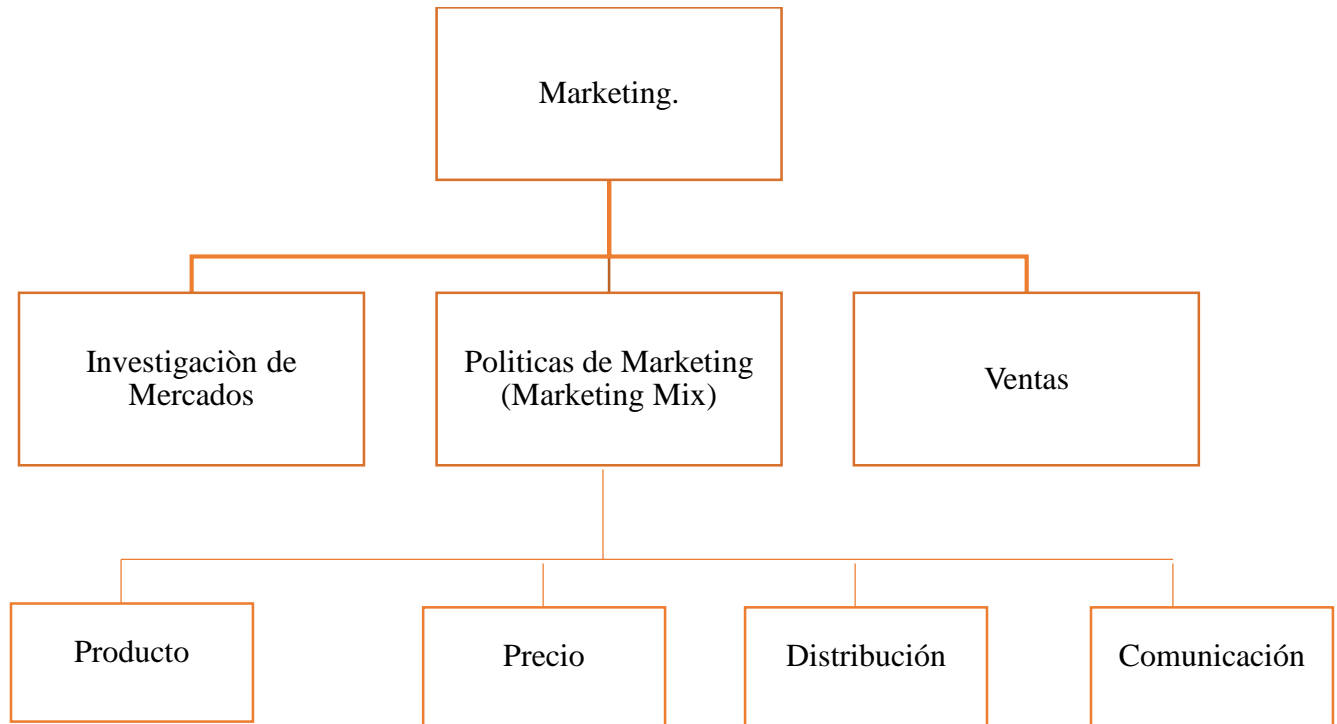 Marketing.
Investigaciòn de
Mercados
Politicas de Marketing
(Marketing Mix)
Ventas
Producto
Precio
Distribución
Comunicación